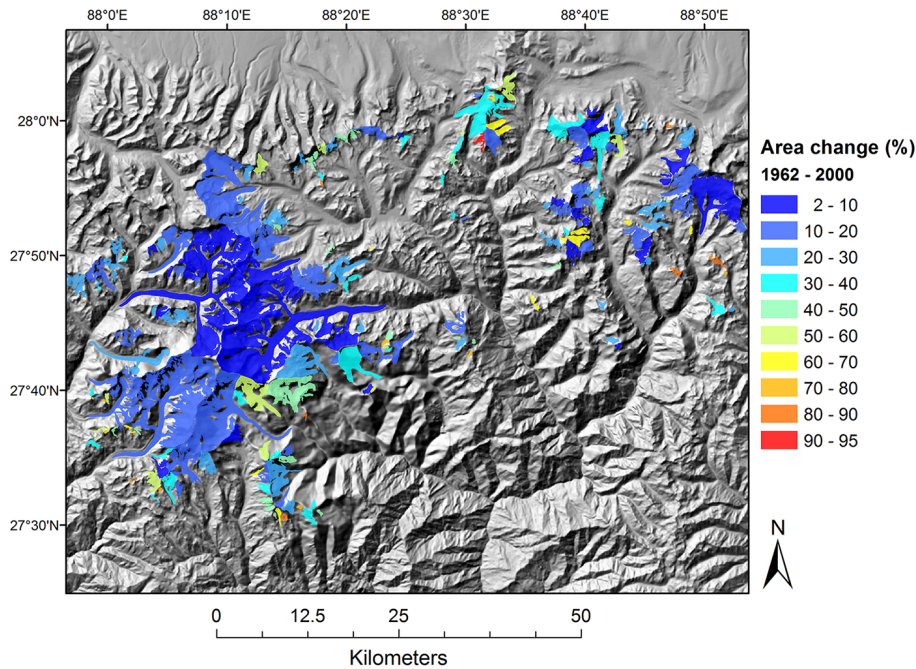 88°0'E 88°10'E 88°20'E 88°30'E 88°40'E 88°50'E
28°0'N
27°50'N
27°40'N
27°30'N
Area change (%)
1962 - 2000
2 - 10
10 - 20
20 - 30
30 - 40
40 - 50
50 - 60
60 - 70
70 - 80
80 - 90
90 - 95
N
0 12.5 25 50
Kilometers